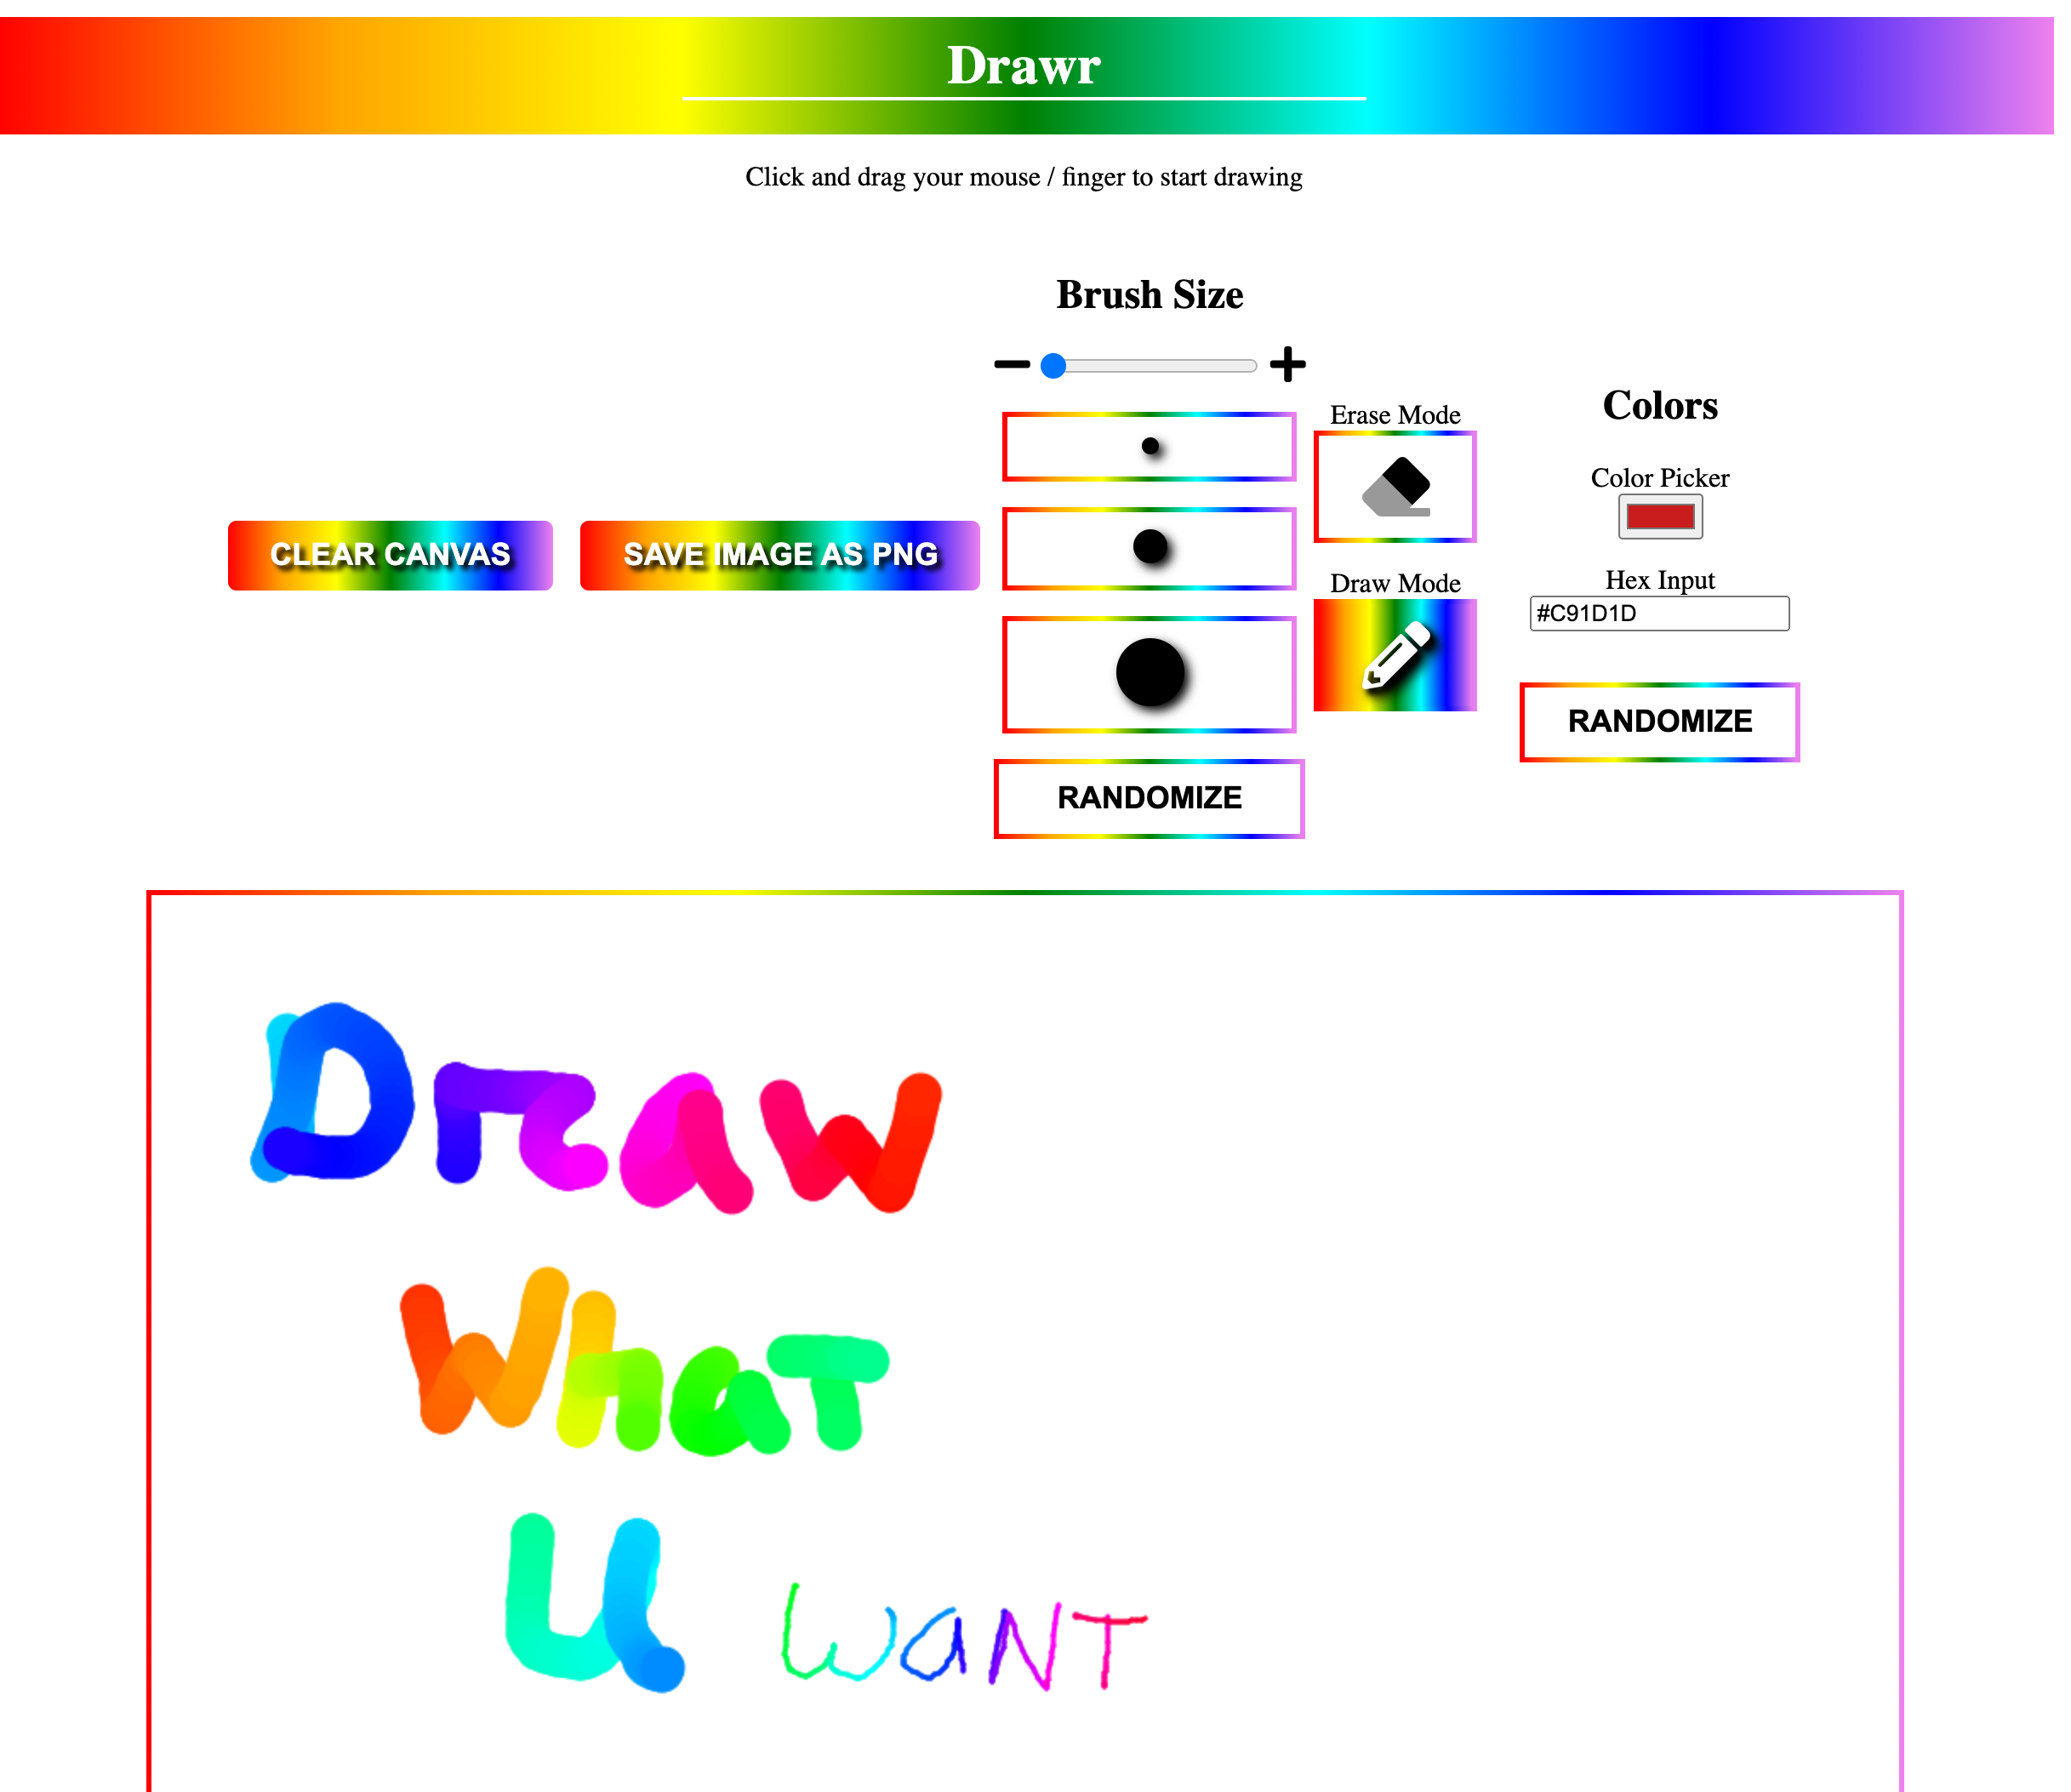 Drawr
Click and drag your mouse / finger to start drawing
Brush Size
Erase Mode
Colors
Color Picker
CLEAR CANVAS
SAVE IMAGE AS PNG
Draw Mode
Hex Input
#C91D1D
RANDOMIZE
RANDOMIZE
Draw
What
U WANT